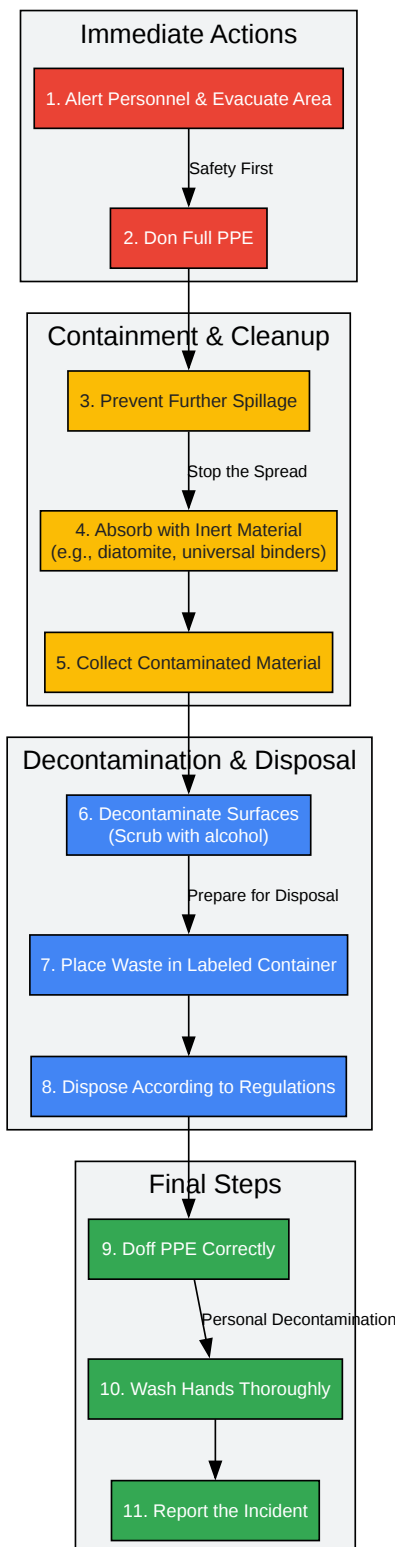 Immediate Actions
1. Alert Personnel & Evacuate Area
Safety First
2. Don Full PPE
Containment & Cleanup
3. Prevent Further Spillage
Stop the Spread
4. Absorb with Inert Material
(e.g., diatomite, universal binders)
5. Collect Contaminated Material
Decontamination & Disposal
6. Decontaminate Surfaces
(Scrub with alcohol)
Prepare for Disposal
7. Place Waste in Labeled Container
8. Dispose According to Regulations
Final Steps
9. Doff PPE Correctly
Personal Decontamination
10. Wash Hands Thoroughly
11. Report the Incident